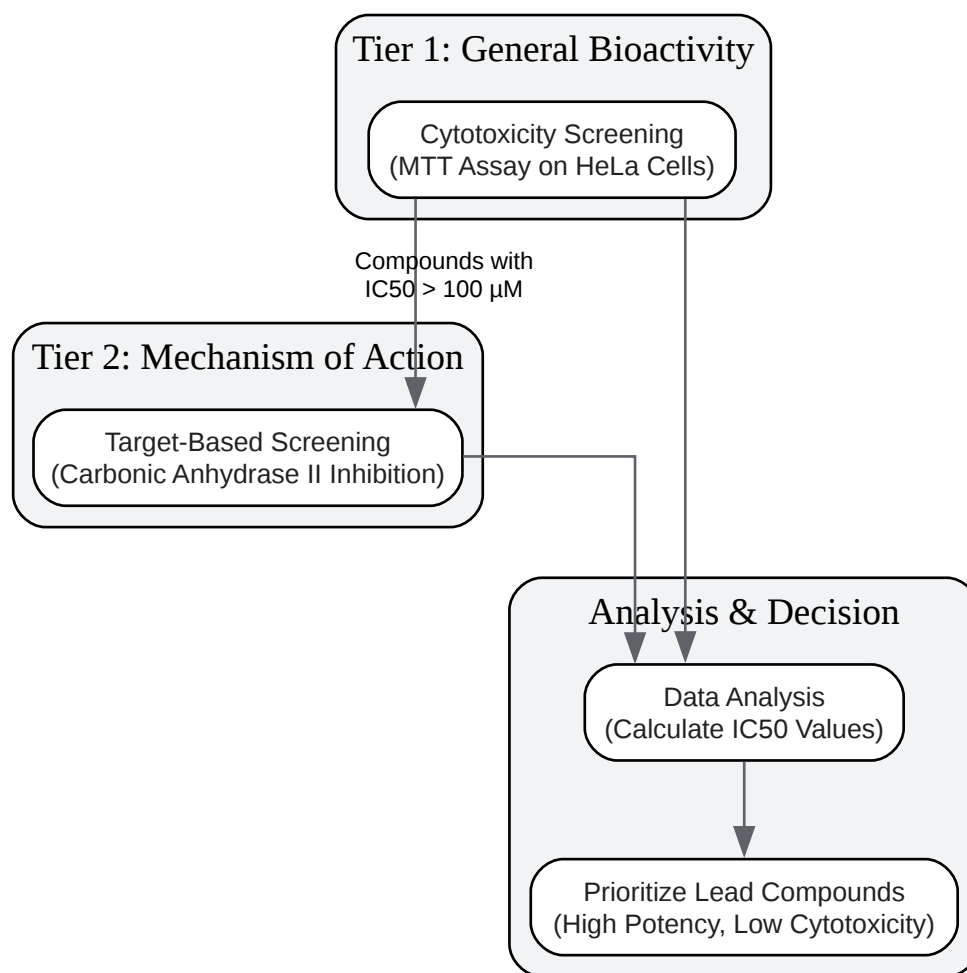 Tier 1: General Bioactivity
Cytotoxicity Screening
(MTT Assay on HeLa Cells)
Compounds with
IC50 > 100 µM
Tier 2: Mechanism of Action
Target-Based Screening
(Carbonic Anhydrase II Inhibition)
Analysis & Decision
Data Analysis
(Calculate IC50 Values)
Prioritize Lead Compounds
(High Potency, Low Cytotoxicity)